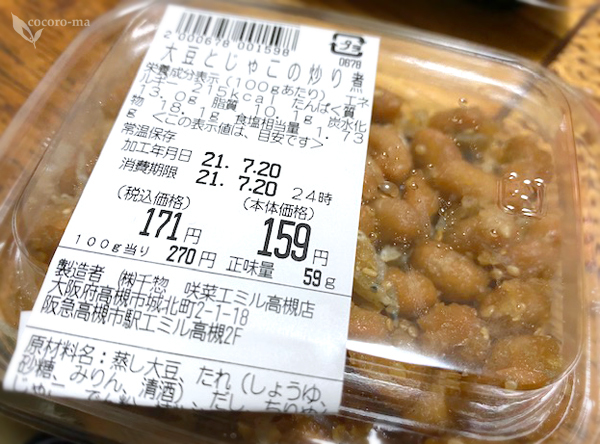 cocoro-ma
2000678 001598
プラ
0678
大豆とじゃこの炒り煮
栄養成分表示(100gあたり) エネ
ルギー 215kcal たんぱく質
13.0g 脂質 10.1g 炭水化
物 18.1g 食塩相当量 1.73
g <この表示値は、目安です>
常温保存
加工年月日 21.7.20
消費期限 21.7.20 24時
(税込価格) (本体価格)
171円 159円
100g当り 270円 正味量 59g
製造者 (株)千惣 咲菜エミル高槻店
大阪府高槻市城北町2-1-18
阪急高槻市駅エミル高槻2F
原材料名:蒸し大豆、たれ(しょうゆ、
砂糖、みりん、清酒)